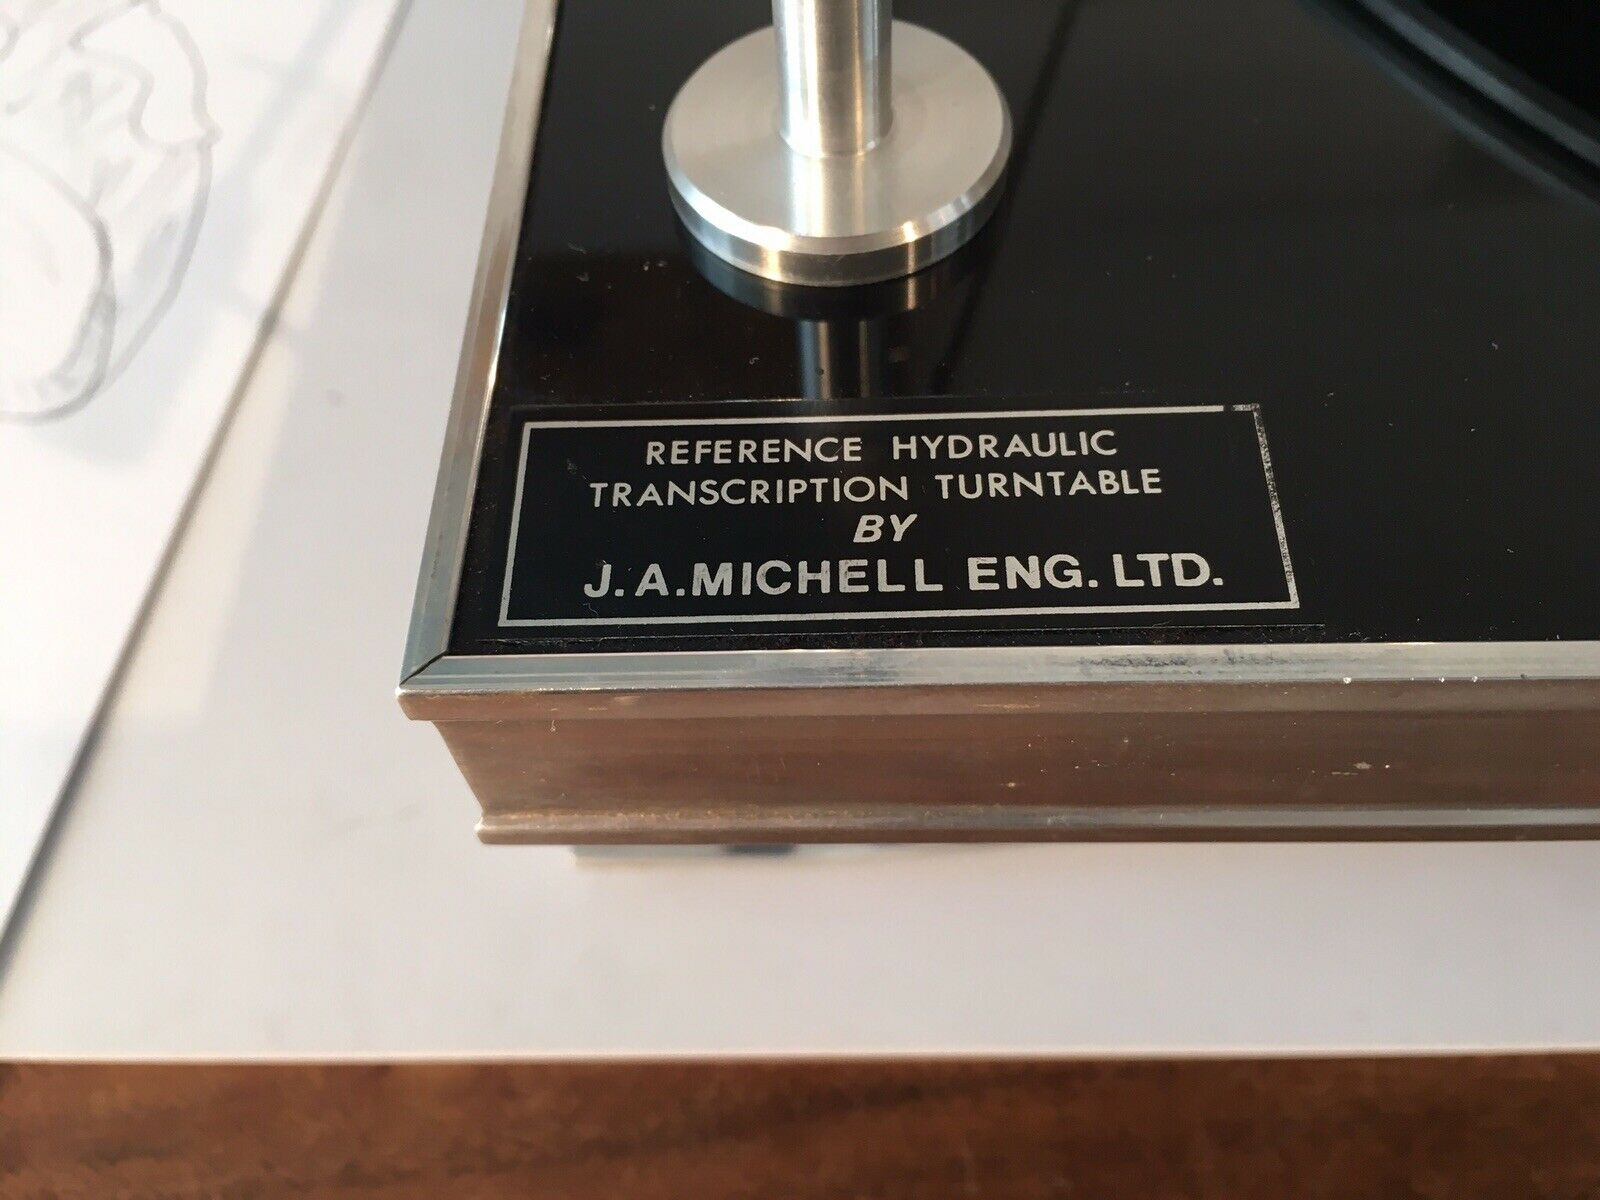 REFERENCE HYDRAULIC
TRANSCRIPTION TURNTABLE
BY
J.A.MICHELL ENG. LTD.